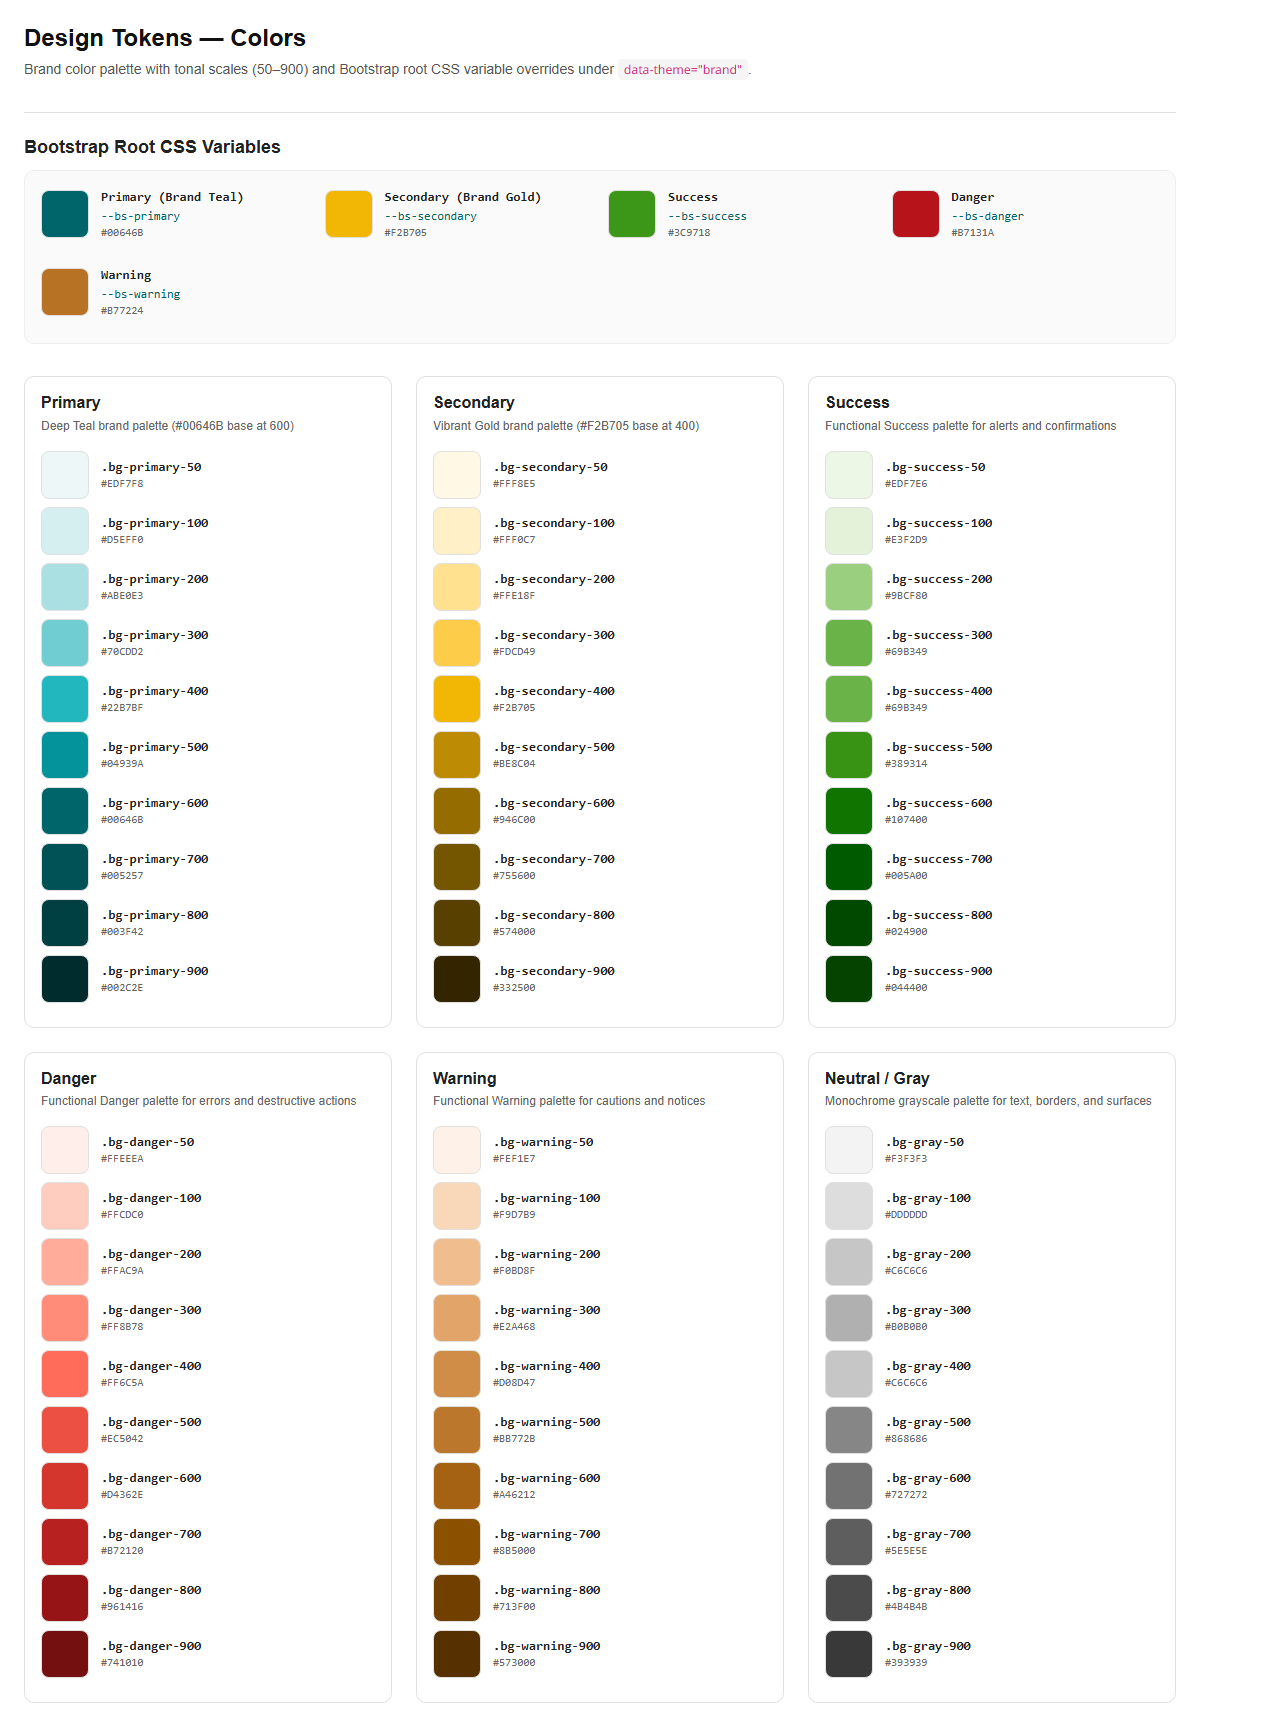 Design Tokens — Colors
Brand color palette with tonal scales (50–900) and Bootstrap root CSS variable overrides under data-theme="brand" .
Bootstrap Root CSS Variables
Primary (Brand Teal)
--bs-primary
#00646B
Secondary (Brand Gold)
--bs-secondary
#F2B705
Success
--bs-success
#3C9718
Danger
--bs-danger
#B7131A
Warning
--bs-warning
#B77224
Primary
Deep Teal brand palette (#00646B base at 600)
.bg-primary-50
#EDF7F8
.bg-primary-100
#D5EFF0
.bg-primary-200
#ABE0E3
.bg-primary-300
#70CDD2
.bg-primary-400
#22B7BF
.bg-primary-500
#04939A
.bg-primary-600
#00646B
.bg-primary-700
#005257
.bg-primary-800
#003F42
.bg-primary-900
#002C2E
Secondary
Vibrant Gold brand palette (#F2B705 base at 400)
.bg-secondary-50
#FFF8E5
.bg-secondary-100
#FFF0C7
.bg-secondary-200
#FFE18F
.bg-secondary-300
#FDCD49
.bg-secondary-400
#F2B705
.bg-secondary-500
#BE8C04
.bg-secondary-600
#946C00
.bg-secondary-700
#755600
.bg-secondary-800
#574000
.bg-secondary-900
#332500
Success
Functional Success palette for alerts and confirmations
.bg-success-50
#EDF7E6
.bg-success-100
#E3F2D9
.bg-success-200
#9BCF80
.bg-success-300
#69B349
.bg-success-400
#69B349
.bg-success-500
#389314
.bg-success-600
#107400
.bg-success-700
#005A00
.bg-success-800
#024900
.bg-success-900
#044400
Danger
Functional Danger palette for errors and destructive actions
.bg-danger-50
#FFEEEA
.bg-danger-100
#FFCDC0
.bg-danger-200
#FFAC9A
.bg-danger-300
#FF8B78
.bg-danger-400
#FF6C5A
.bg-danger-500
#EC5042
.bg-danger-600
#D4362E
.bg-danger-700
#B72120
.bg-danger-800
#961416
.bg-danger-900
#741010
Warning
Functional Warning palette for cautions and notices
.bg-warning-50
#FEF1E7
.bg-warning-100
#F9D7B9
.bg-warning-200
#F0BD8F
.bg-warning-300
#E2A468
.bg-warning-400
#D08D47
.bg-warning-500
#BB772B
.bg-warning-600
#A46212
.bg-warning-700
#8B5000
.bg-warning-800
#713F00
.bg-warning-900
#573000
Neutral / Gray
Monochrome grayscale palette for text, borders, and surfaces
.bg-gray-50
#F3F3F3
.bg-gray-100
#DDDDDD
.bg-gray-200
#C6C6C6
.bg-gray-300
#B0B0B0
.bg-gray-400
#C6C6C6
.bg-gray-500
#868686
.bg-gray-600
#727272
.bg-gray-700
#5E5E5E
.bg-gray-800
#4B4B4B
.bg-gray-900
#393939